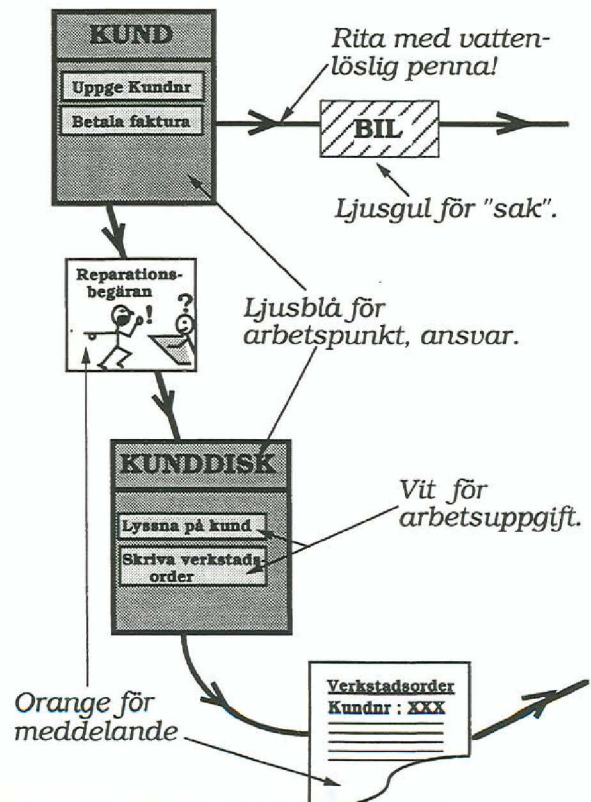 KUND
Uppge Kundnr
Betala faktura
Rita med vatten-
löslig penna!
BIL
Ljusgul för "sak".
Reparations-
begäran
! ?
Ljusblå för
arbetspunkt, ansvar.
KUNDDISK
Lyssna på kund
Skriva verkstads-
order
Vit för
arbetsuppgift.
Orange för
meddelande
Verkstadsorder
Kundnr : XXX